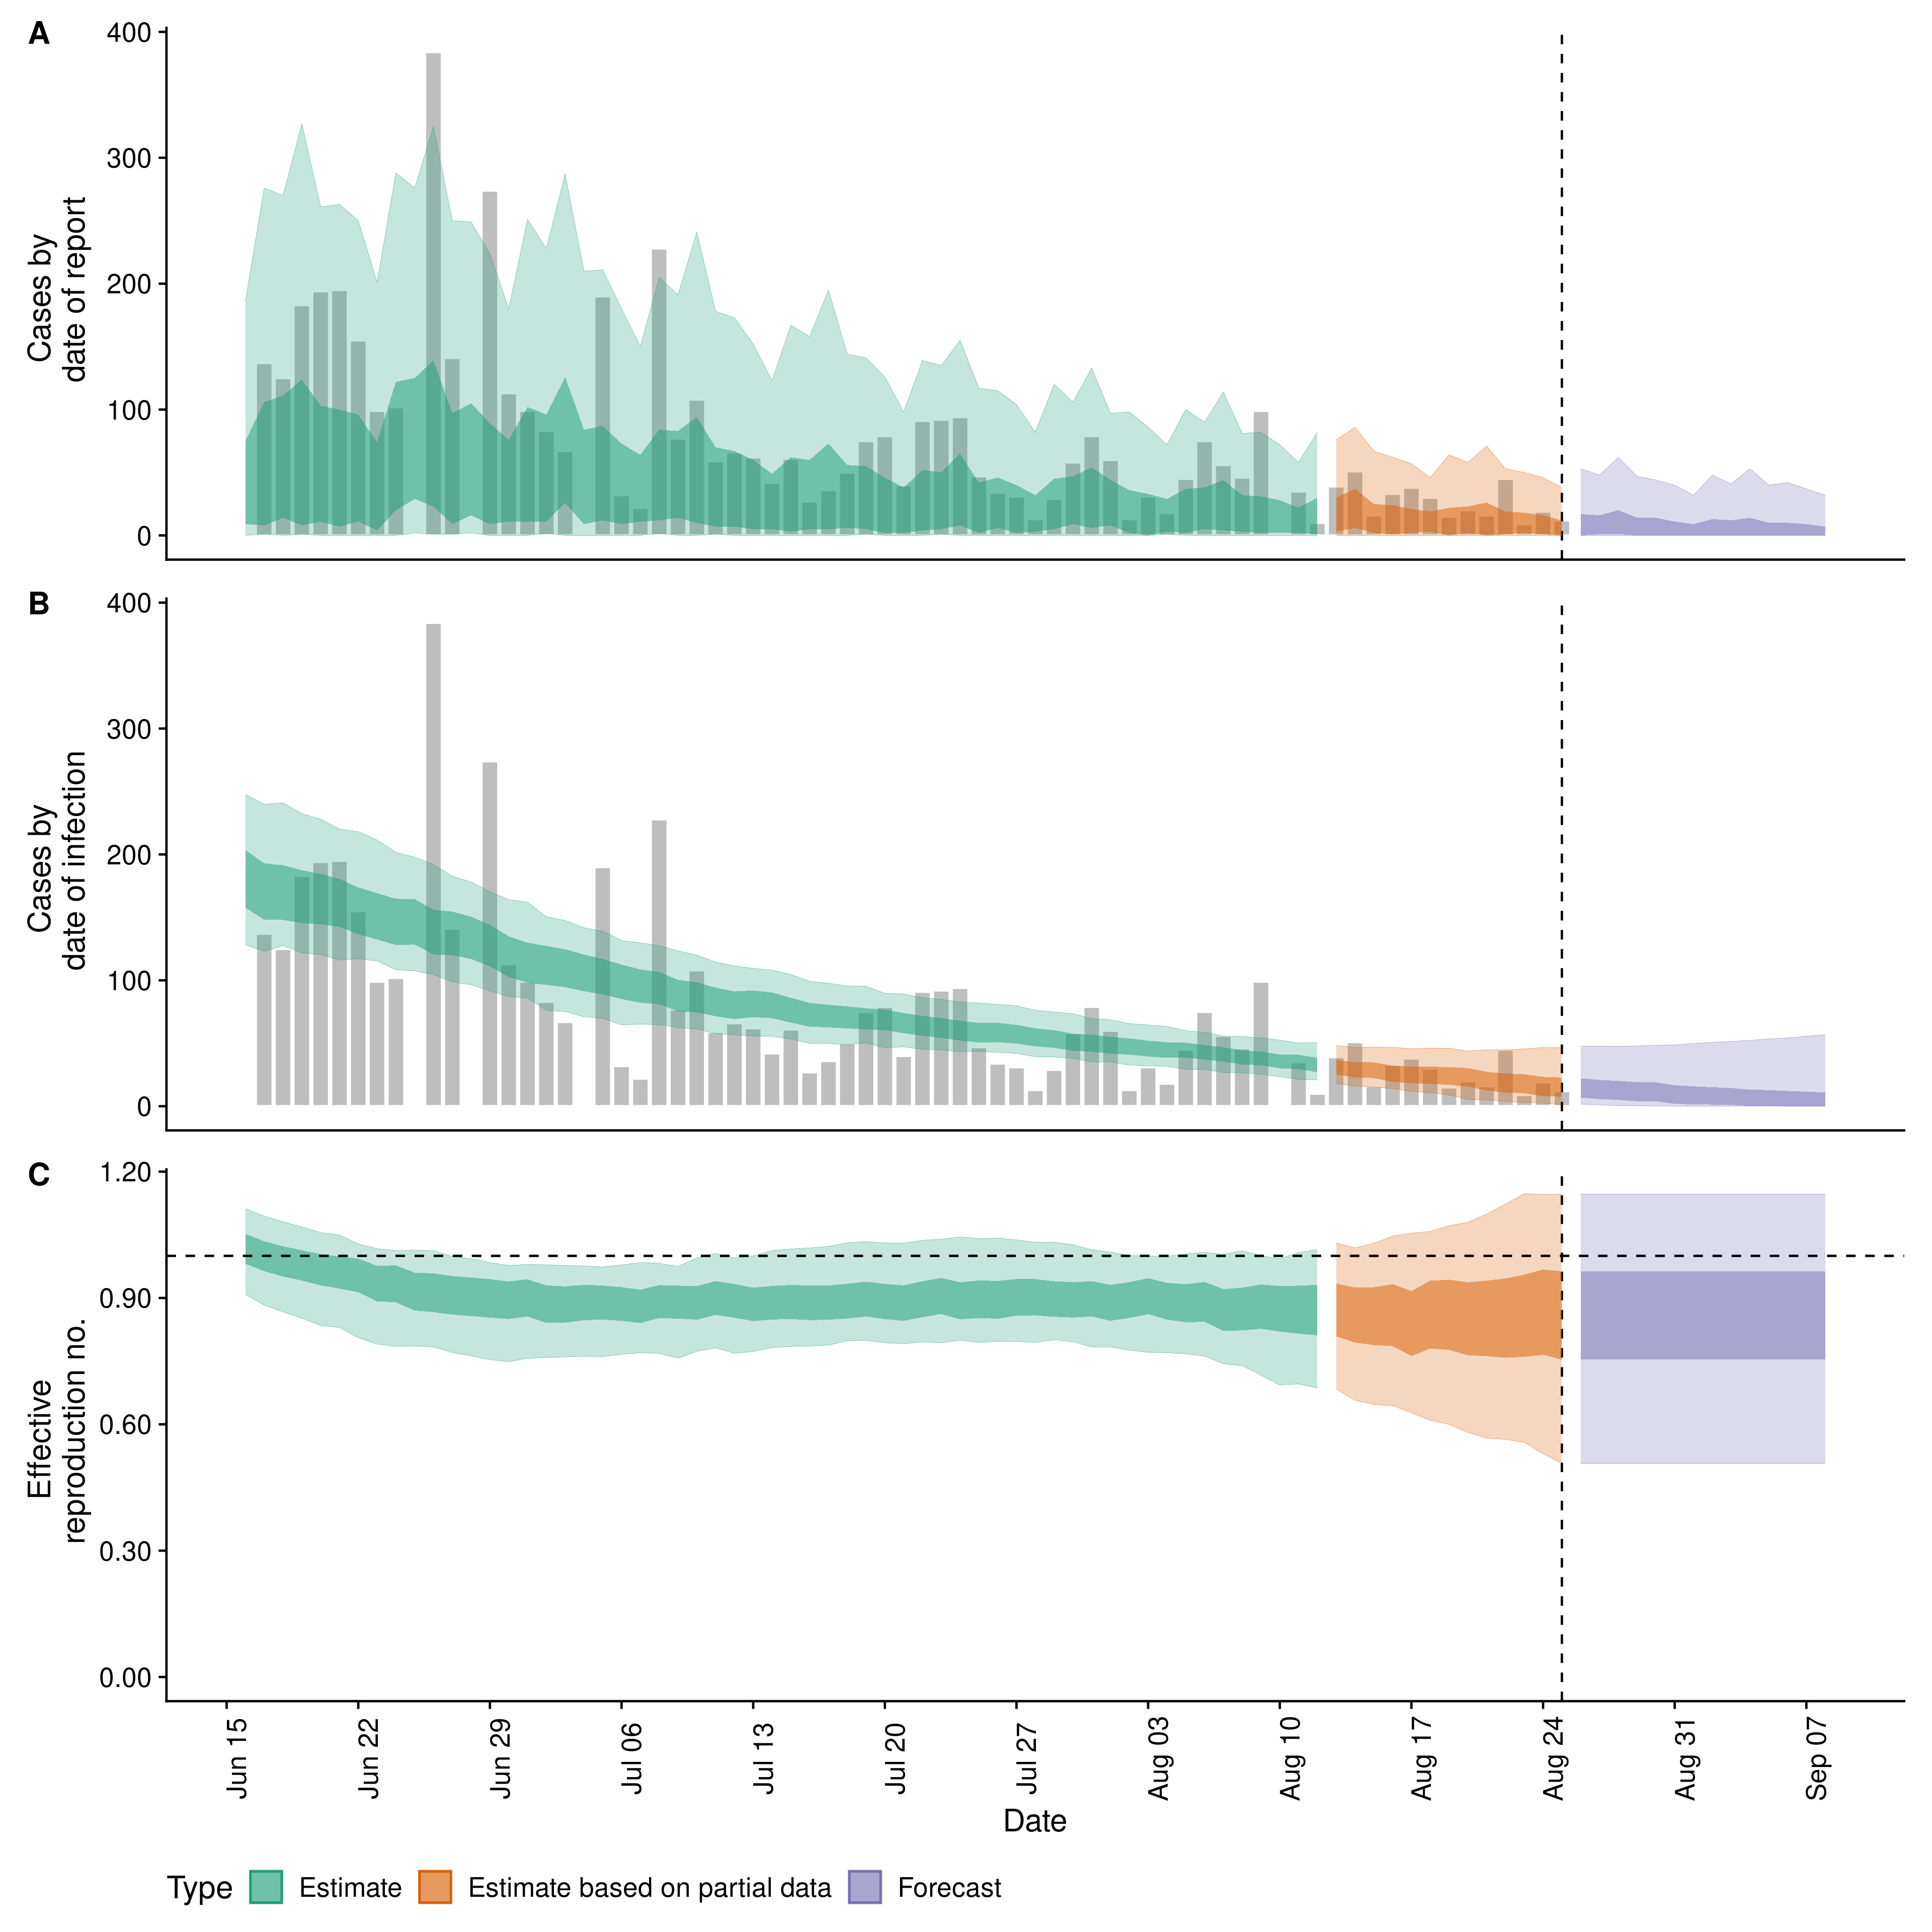 A
400
300
200
100
0
Cases by
date of report
B
400
300
200
100
0
Cases by
date of infection
C
1.20
0.90
0.60
0.30
0.00
Effective
reproduction no.
Jun 15
Jun 22
Jun 29
Jul 06
Jul 13
Jul 20
Jul 27
Aug 03
Aug 10
Aug 17
Aug 24
Aug 31
Sep 07
Date
Type Estimate Estimate based on partial data Forecast